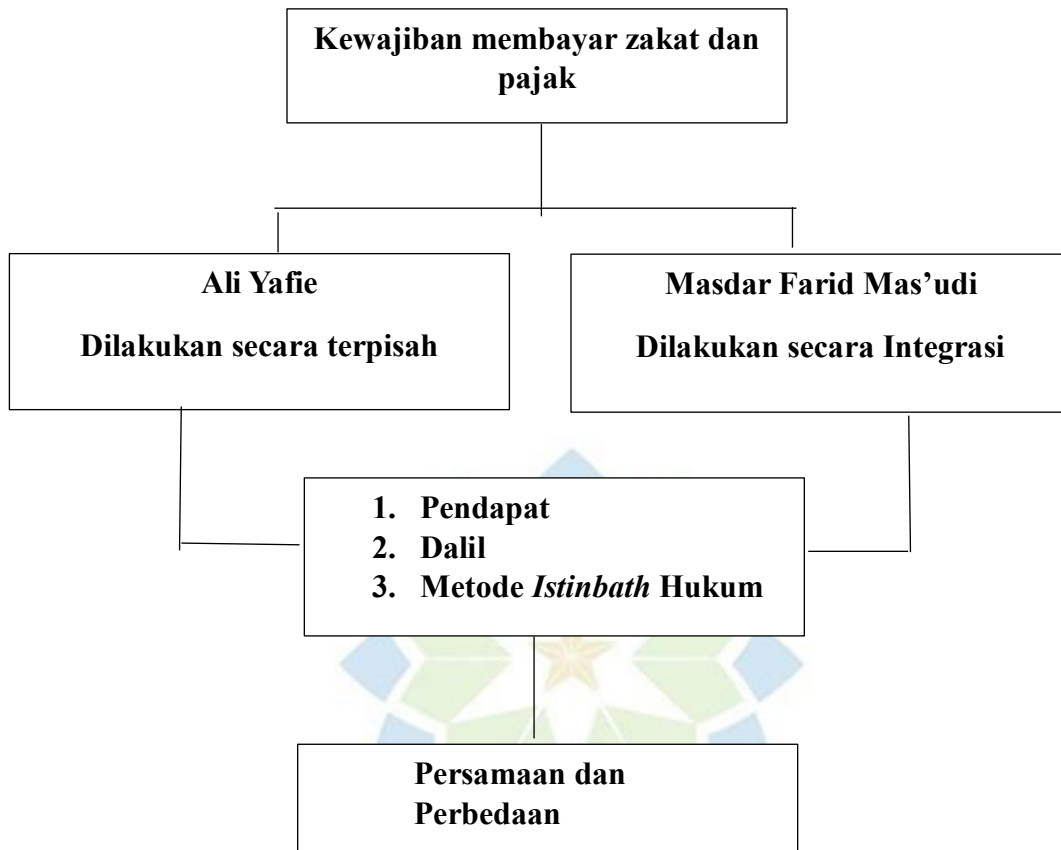 Kewajiban membayar zakat dan
pajak
Ali Yafie
Dilakukan secara terpisah
Masdar Farid Mas’udi
Dilakukan secara Integrasi
1. Pendapat
2. Dalil
3. Metode Istinbath Hukum
Persamaan dan
Perbedaan